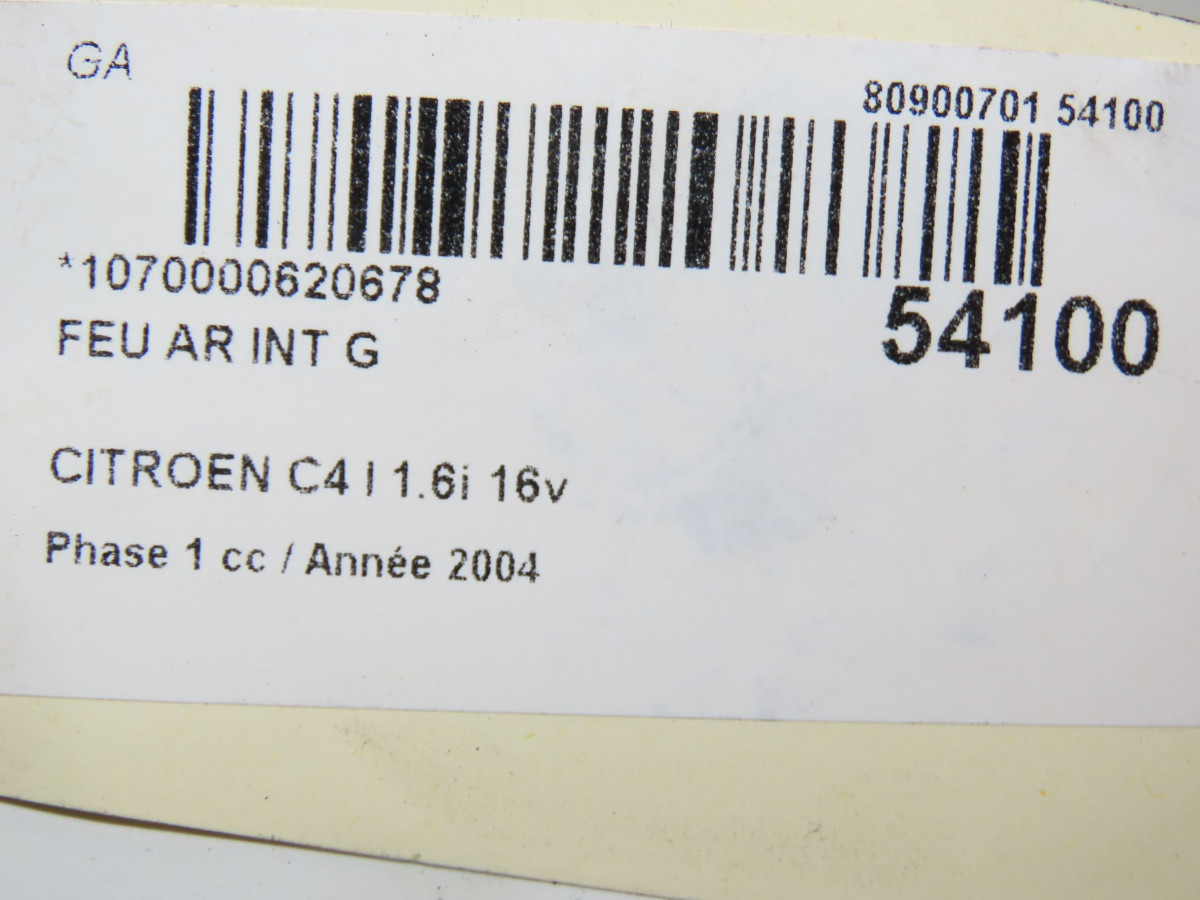 GA
80900701 54100
*1070000620678
54100
FEU AR INT G
CITROEN C4 I 1.6i 16v
Phase 1 cc / Année 2004